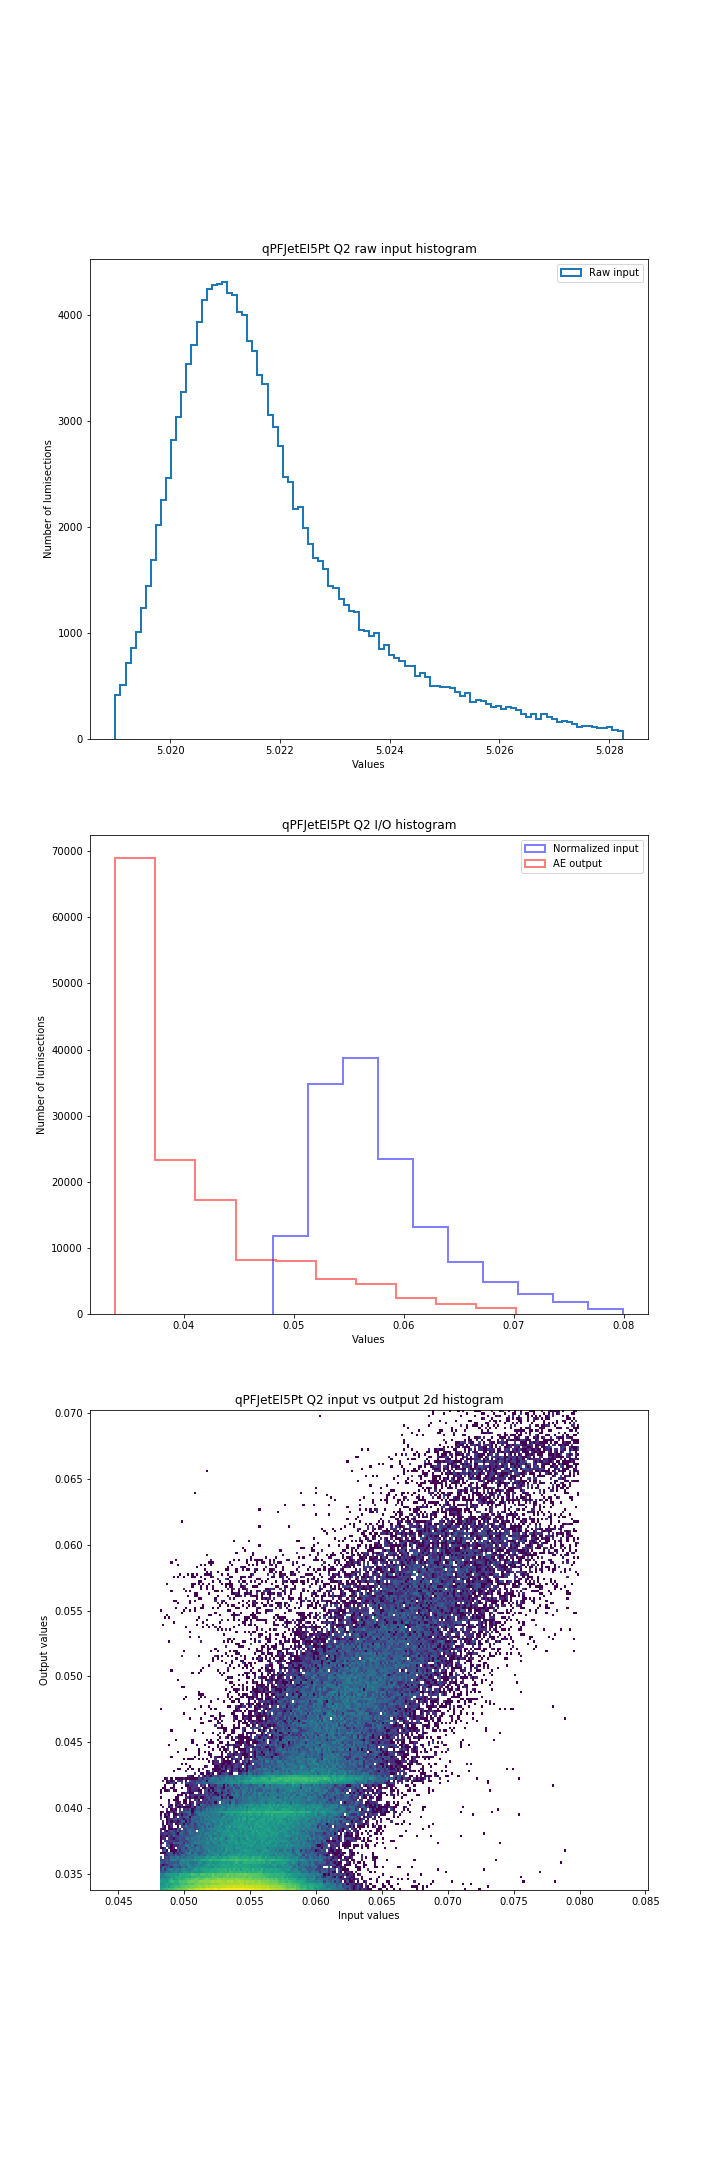 qPFJetEI5Pt Q2 raw input histogram
Raw input
4000
3000
2000
1000
0
Number of lumisections
5.020 5.022 5.024 5.026 5.028
Values
qPFJetEI5Pt Q2 I/O histogram
Normalized input
AE output
70000
60000
50000
40000
30000
20000
10000
0
Number of lumisections
0.04 0.05 0.06 0.07 0.08
Values
qPFJetEI5Pt Q2 input vs output 2d histogram
0.070
0.065
0.060
0.055
0.050
0.045
0.040
0.035
Output values
0.045 0.050 0.055 0.060 0.065 0.070 0.075 0.080 0.085
Input values